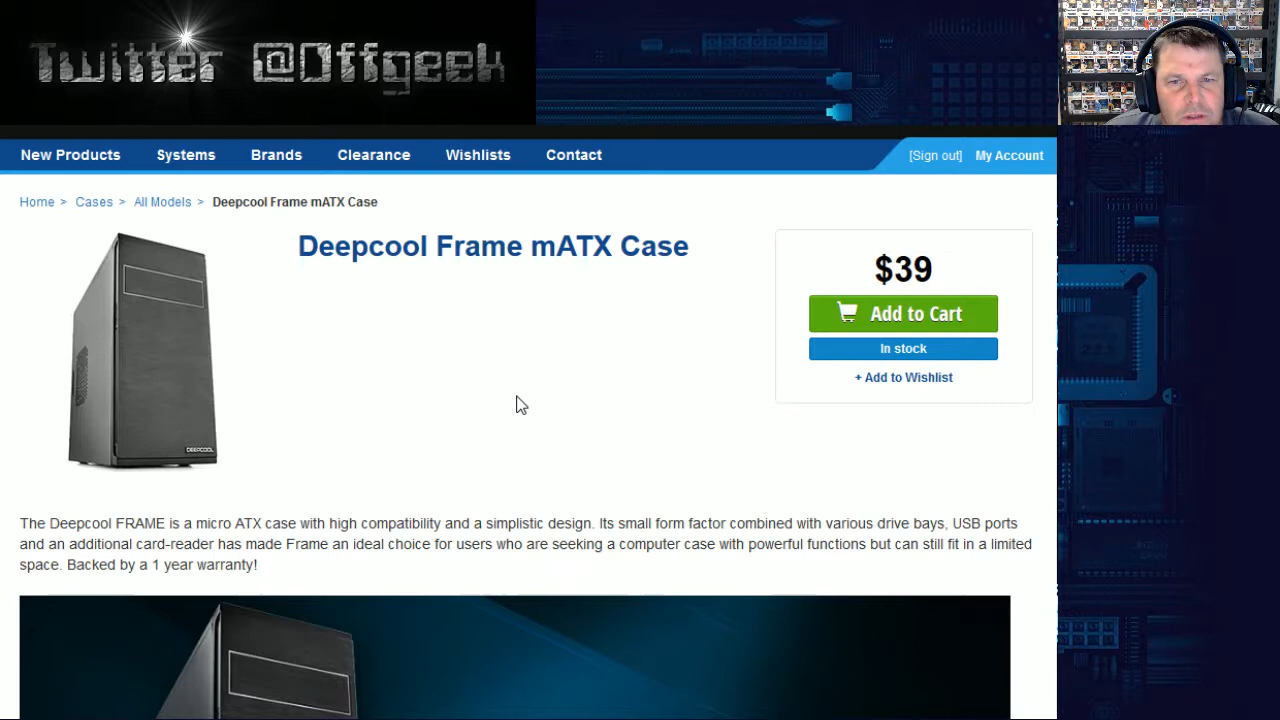 Twitter @Offgeek
New Products Systems Brands Clearance Wishlists Contact [Sign out] My Account
Home > Cases > All Models > Deepcool Frame mATX Case
Deepcool Frame mATX Case
$39
Add to Cart
In stock
+ Add to Wishlist
DEEPCOOL
The Deepcool FRAME is a micro ATX case with high compatibility and a simplistic design. Its small form factor combined with various drive bays, USB ports
and an additional card-reader has made Frame an ideal choice for users who are seeking a computer case with powerful functions but can still fit in a limited
space. Backed by a 1 year warranty!